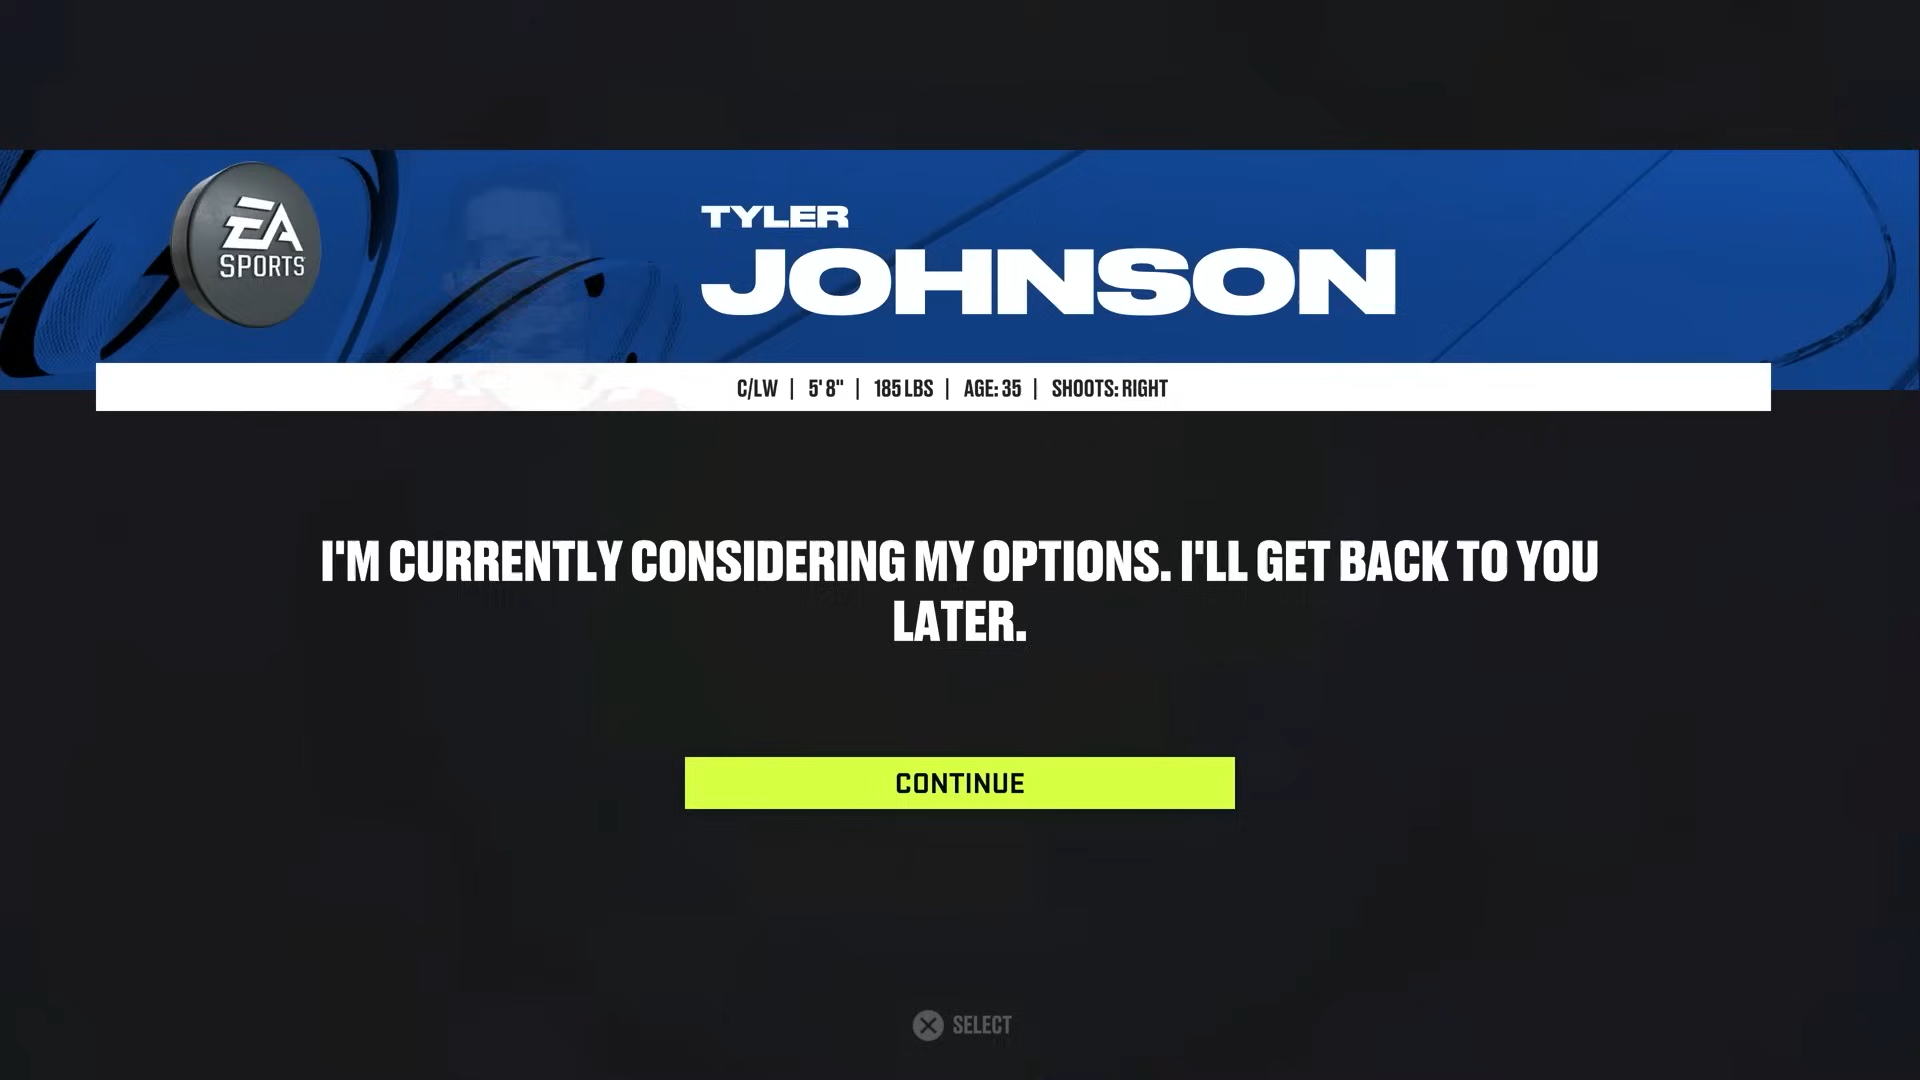 EA
SPORTS
TYLER
JOHNSON
C/LW | 5' 8" | 185 LBS | AGE: 35 | SHOOTS: RIGHT
I'M CURRENTLY CONSIDERING MY OPTIONS. I'LL GET BACK TO YOU
LATER.
CONTINUE
SELECT